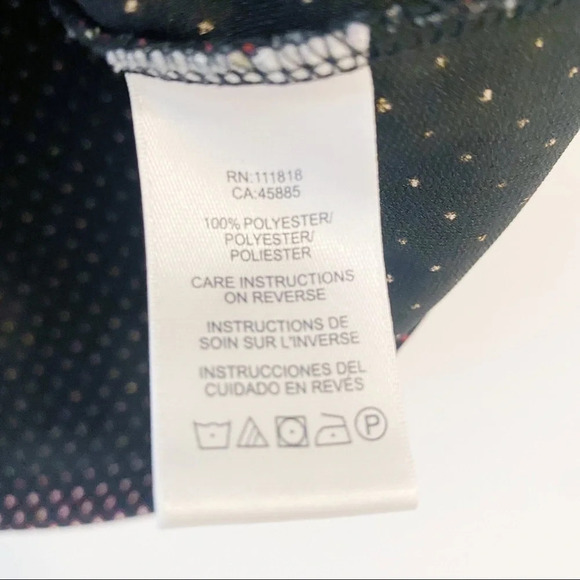 RN:111818
CA:45885
100% POLYESTER/
POLYESTER/
POLIESTER
CARE INSTRUCTIONS
ON REVERSE
INSTRUCTIONS DE
SOIN SUR L'INVERSE
INSTRUCCIONES DEL
CUIDADO EN REVÉS
P